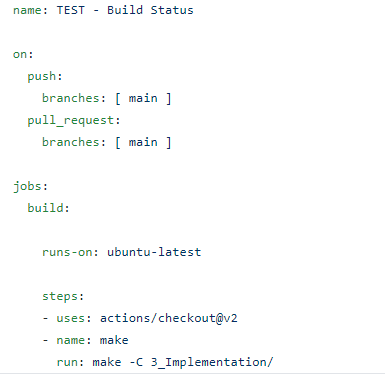 name: TEST - Build Status
on:
push:
branches: [ main ]
pull_request:
branches: [ main ]
jobs:
build:
runs-on: ubuntu-latest
steps:
- uses: actions/checkout@v2
- name: make
run: make -C 3_Implementation/